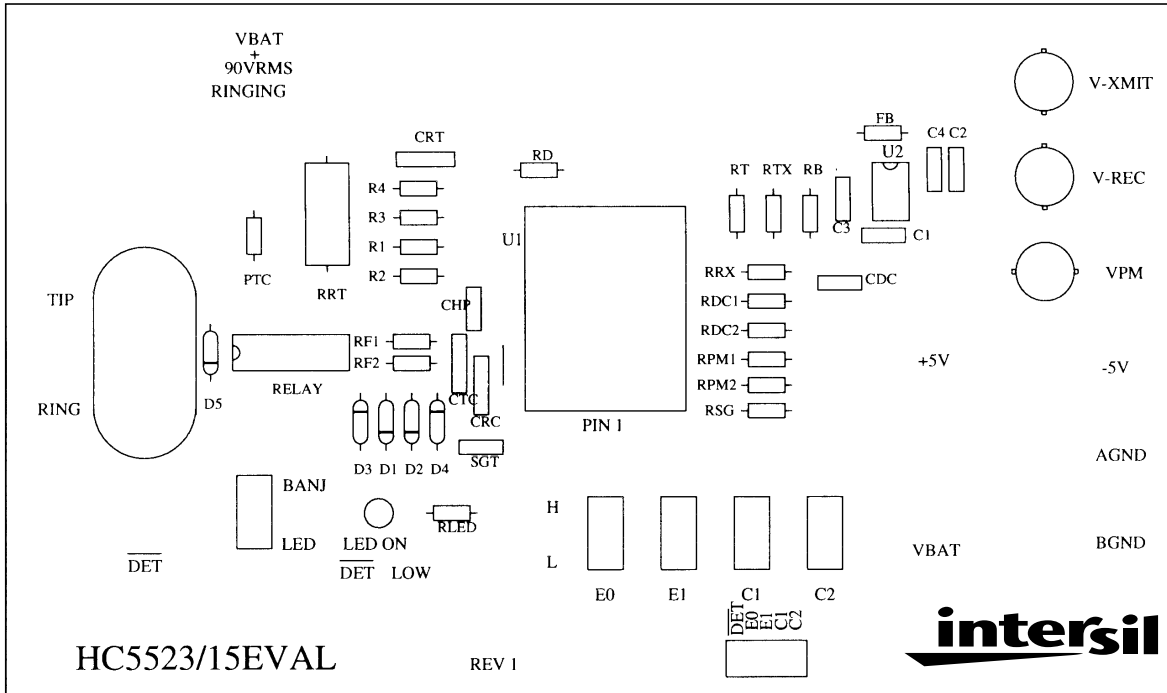 VBAT
+
90VRMS
RINGING
V-XMIT
FB
CRT
U2
C4 C2
RD
RT RTX RB
V-REC
R4
R3
U1
C3
C1
R1
R2
PTC
RRT
RRX
CDC
VPM
TIP
CHP
RDC1
RDC2
RF1
RF2
RPM1
+5V
-5V
RELAY
RPM2
D5
CTC
RING
CRC
RSG
PIN 1
SGT
AGND
D3 D1 D2 D4
BANJ
H
RLED
LED
LED ON
VBAT
BGND
DET
DET LOW
L
E0 E1 C1 C2
DET
E0
E1
C1
C2
HC5523/15EVAL
REV 1
intersil